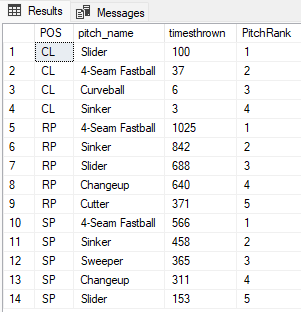 Results Messages
POS pitch_name timesthrown PitchRank
1 CL Slider 100 1
2 CL 4-Seam Fastball 37 2
3 CL Curveball 6 3
4 CL Sinker 3 4
5 RP 4-Seam Fastball 1025 1
6 RP Sinker 842 2
7 RP Slider 688 3
8 RP Changeup 640 4
9 RP Cutter 371 5
10 SP 4-Seam Fastball 566 1
11 SP Sinker 458 2
12 SP Sweeper 365 3
13 SP Changeup 311 4
14 SP Slider 153 5